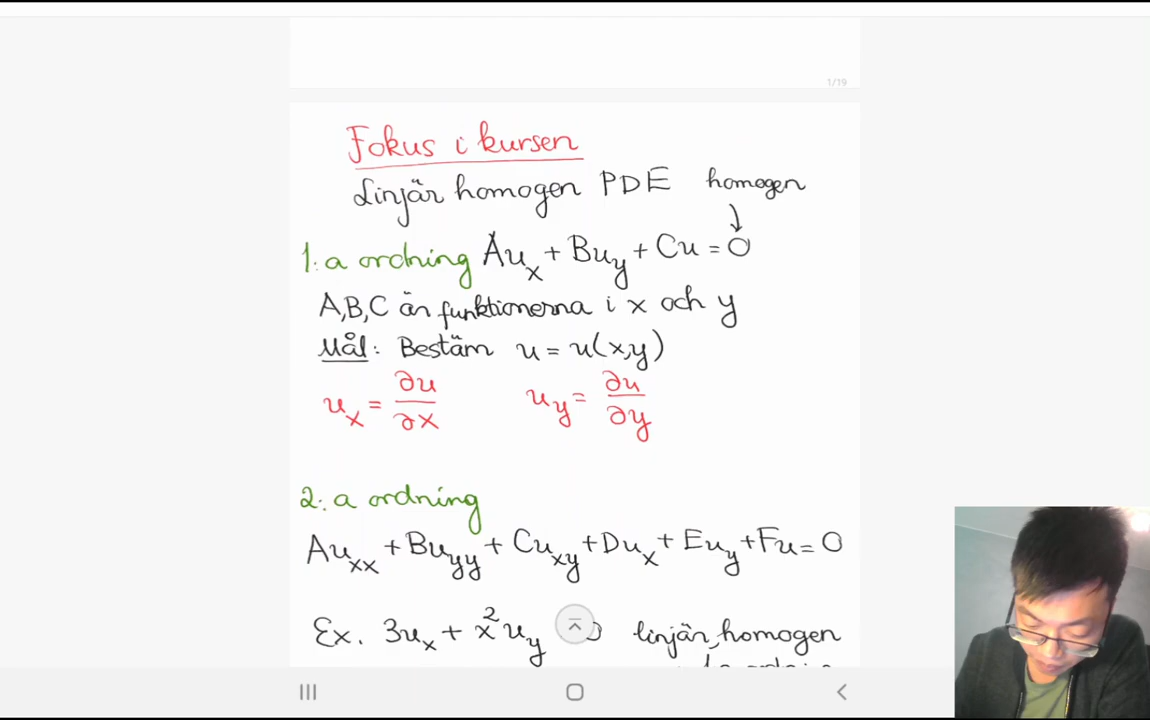 1/19
Fokus i kursen
Linjär homogen PDE homogen
↓
1:a ordning Au_x + Bu_y + Cu = 0
A,B,C är funktionerna i x och y
Mål: Bestäm u = u(x,y)
u_x = ∂u/∂x u_y = ∂u/∂y
2:a ordning
Au_xx + Bu_yy + Cu_xy + Du_x + Eu_y + Fu = 0
Ex. 3u_x + x²u_y 0 linjär, homogen